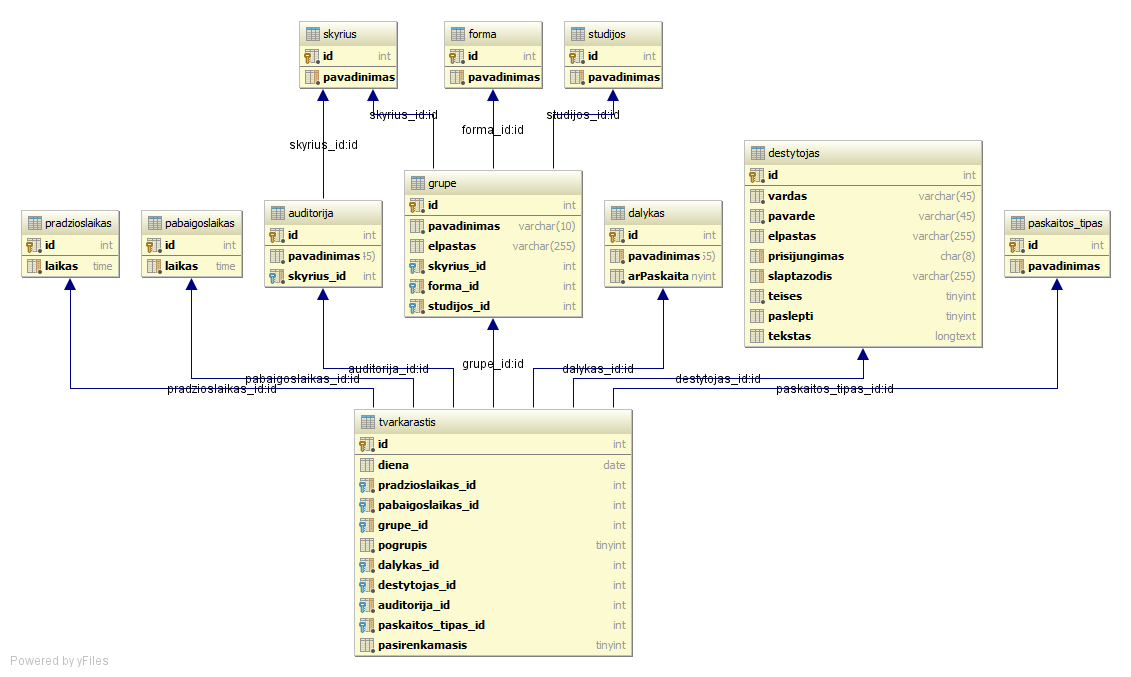 skyrius
id int
pavadinimas
forma
id int
pavadinimas
studijos
id int
pavadinimas
skyrius_id:id
forma_id:id
studijos_id:id
skyrius_id:id
destytojas
id int
vardas varchar(45)
pavarde varchar(45)
elpastas varchar(255)
prisijungimas char(8)
slaptazodis varchar(255)
teises tinyint
paslepti tinyint
tekstas longtext
grupe
id int
pavadinimas varchar(10)
elpastas varchar(255)
skyrius_id int
forma_id int
studijos_id int
pradzioslaikas
id int
laikas time
pabaigoslaikas
id int
laikas time
auditorija
id int
pavadinimas 45)
skyrius_id int
dalykas
id int
pavadinimas 55)
arPaskaita nyint
paskaitos_tipas
id int
pavadinimas
grupe_id:id
auditorija_id:id
dalykas_id:id
pabaigoslaikas_id:id
destytojas_id:id
pradzioslaikas_id:id
paskaitos_tipas_id:id
tvarkarastis
id int
diena date
pradzioslaikas_id int
pabaigoslaikas_id int
grupe_id int
pogrupis tinyint
dalykas_id int
destytojas_id int
auditorija_id int
paskaitos_tipas_id int
pasirenkamasis tinyint
Powered by yFiles